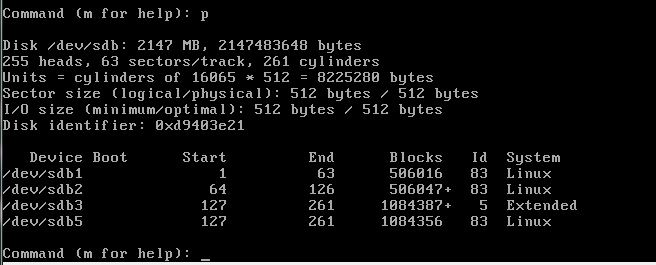 Command (m for help): p
Disk /dev/sdb: 2147 MB, 2147483648 bytes
255 heads, 63 sectors/track, 261 cylinders
Units = cylinders of 16065 * 512 = 8225280 bytes
Sector size (logical/physical): 512 bytes / 512 bytes
I/O size (minimum/optimal): 512 bytes / 512 bytes
Disk identifier: 0xd9403e21
   Device Boot      Start         End      Blocks   Id  System
/dev/sdb1               1          63      506016   83  Linux
/dev/sdb2              64         126      506047+  83  Linux
/dev/sdb3             127         261     1084387+   5  Extended
/dev/sdb5             127         261     1084356   83  Linux
Command (m for help): _